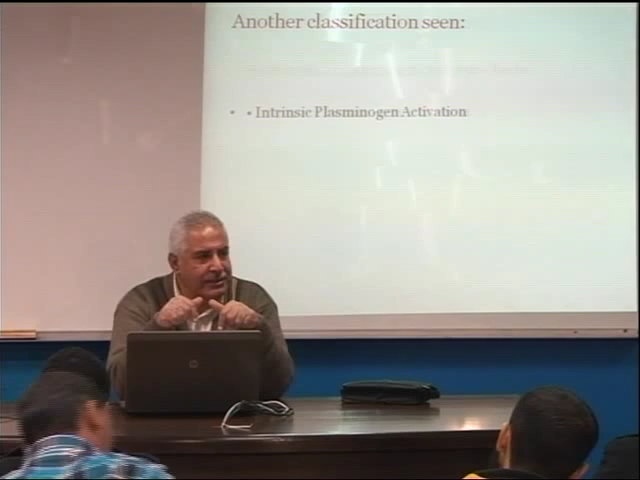 Another classification seen:
• • Intrinsic Plasminogen Activation